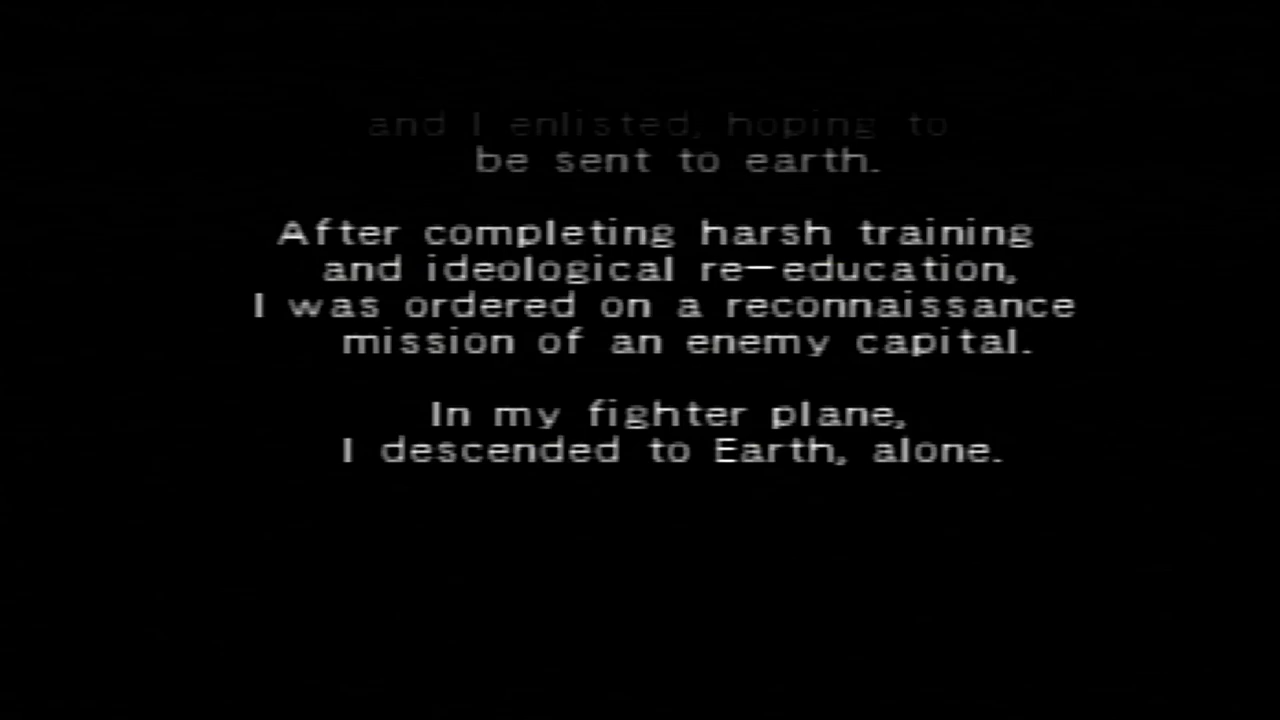 and I enlisted, hoping to
be sent to earth.
After completing harsh training
and ideological re-education,
I was ordered on a reconnaissance
mission of an enemy capital.
In my fighter plane,
I descended to Earth, alone.